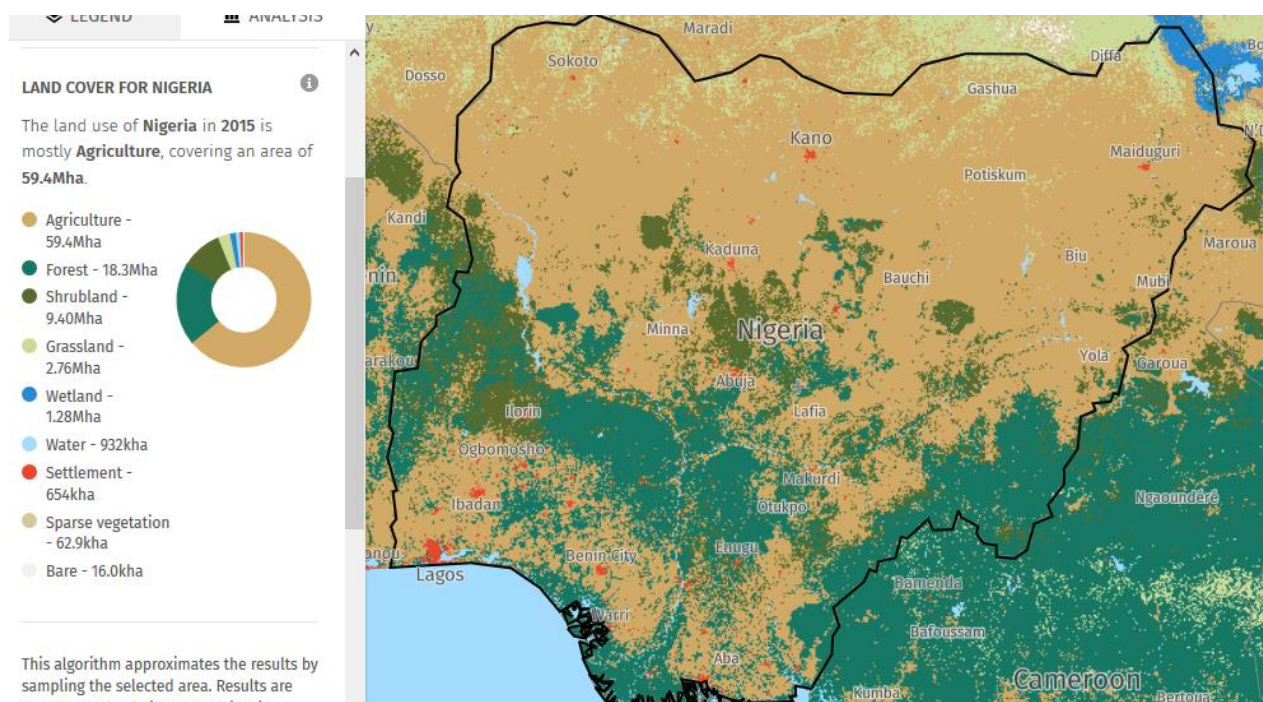 LEGEND
ANALYSIS
LAND COVER FOR NIGERIA
The land use of Nigeria in 2015 is
mostly Agriculture, covering an area of
59.4Mha.
Agriculture -
59.4Mha
Forest - 18.3Mha
Shrubland -
9.40Mha
Grassland -
2.76Mha
Wetland -
1.28Mha
Water - 932kha
Settlement -
654kha
Sparse vegetation
- 62.9kha
Bare - 16.0kha
This algorithm approximates the results by
sampling the selected area. Results are
Maradi
Sokoto
Diffa
Dosso
Gashua
Kano
Maiduguri
Potiskum
Kandi
Kaduna
Maroua
Biu
Bauchi
Mubi
Minna
Nigeria
Yola
Garoua
Abuja
Ilorin
Lafia
Ogbomosho
Makurdi
Ibadan
Otukpo
Ngaoundéré
Enugu
Benin City
Lagos
Bamenda
Warri
Bafoussam
Aba
Cameroon
Kumba
Bertoua